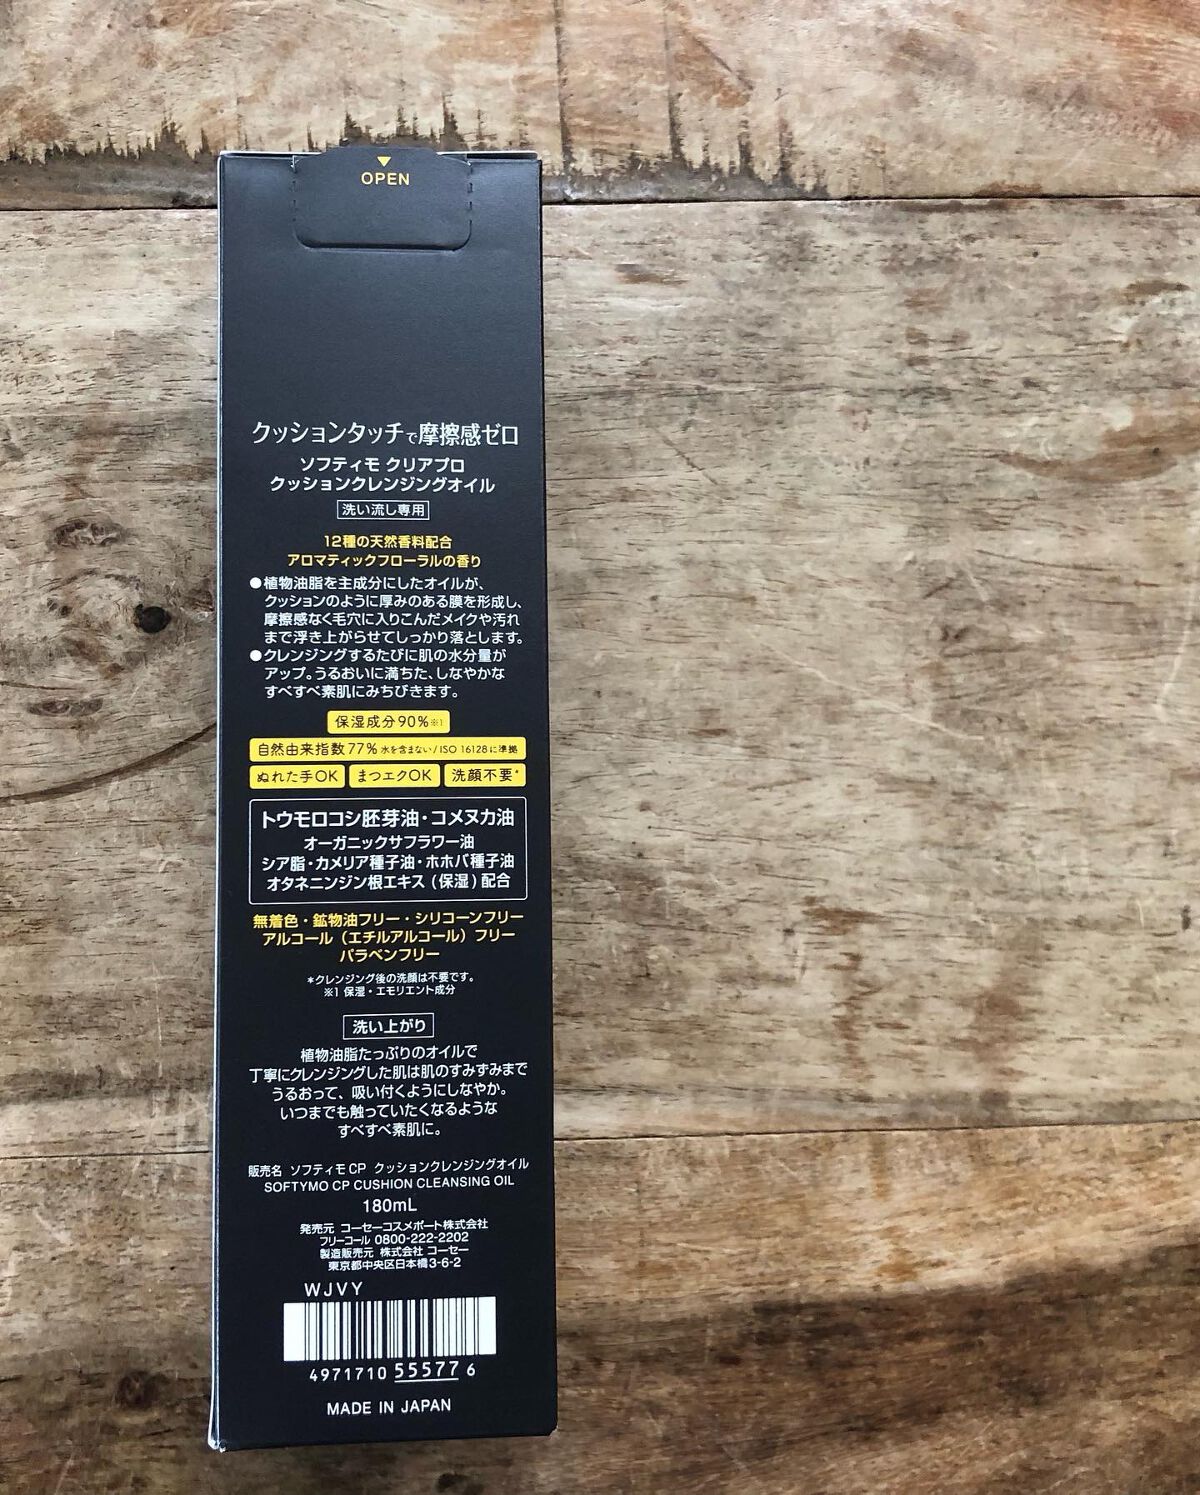 OPEN
クッションタッチで摩擦感ゼロ
ソフティモ クリアプロ
クッションクレンジングオイル
洗い流し専用
12種の天然香料配合
アロマティックフローラルの香り
●植物油脂を主成分にしたオイルが、
クッションのように厚みのある膜を形成し、
摩擦感なく毛穴に入りこんだメイクや汚れ
まで浮き上がらせてしっかり落とします。
●クレンジングするたびに肌の水分量が
アップ。うるおいに満ちた、しなやかな
すべすべ素肌にみちびきます。
保湿成分90%※1
自然由来指数77% 水を含まない/ISO 16128に準拠
ぬれた手OK まつエクOK 洗顔不要*
トウモロコシ胚芽油・コメヌカ油
オーガニックサフラワー油
シア脂・カメリア種子油・ホホバ種子油
オタネニンジン根エキス(保湿)配合
無着色・鉱物油フリー・シリコーンフリー
アルコール(エチルアルコール)フリー
パラベンフリー
*クレンジング後の洗顔は不要です。
※1 保湿・エモリエント成分
洗い上がり
植物油脂たっぷりのオイルで
丁寧にクレンジングした肌は肌のすみずみまで
うるおって、吸い付くようにしなやか。
いつまでも触っていたくなるような
すべすべ素肌に。
販売名 ソフティモCP クッションクレンジングオイル
SOFTYMO CP CUSHION CLEANSING OIL
180mL
発売元 コーセーコスメポート株式会社
フリーコール 0800-222-2202
製造販売元 株式会社 コーセー
東京都中央区日本橋3-6-2
WJVY
4971710 555776
MADE IN JAPAN